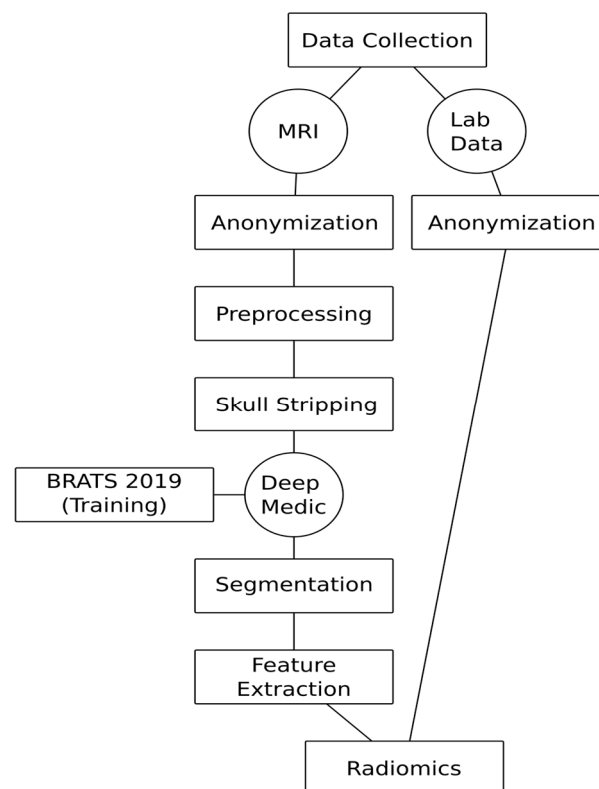 Data Collection
MRI
Lab
Data
Anonymization
Anonymization
Preprocessing
Skull Stripping
BRATS 2019
(Training)
Deep
Medic
Segmentation
Feature
Extraction
Radiomics